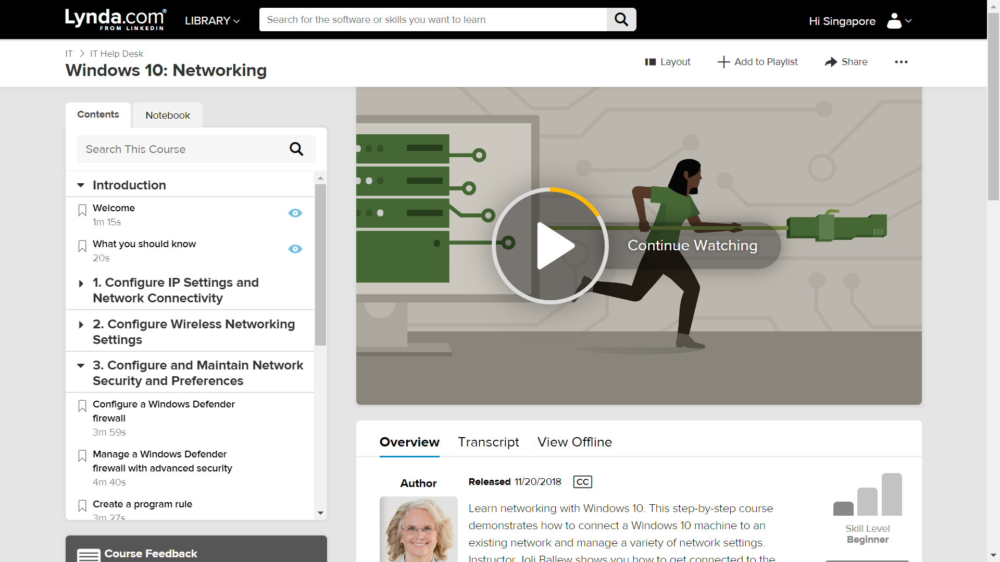 Lynda.com®
FROM LINKEDIN
LIBRARY
Search for the software or skills you want to learn
Hi Singapore
IT
IT Help Desk
Windows 10: Networking
Layout
Add to Playlist
Share
Contents
Notebook
Search This Course
Introduction
Welcome
1m 15s
What you should know
20s
1. Configure IP Settings and
Network Connectivity
2. Configure Wireless Networking
Settings
3. Configure and Maintain Network
Security and Preferences
Configure a Windows Defender
firewall
3m 59s
Manage a Windows Defender
firewall with advanced security
4m 40s
Create a program rule
3m 27s
Course Feedback
Continue Watching
Overview
Transcript
View Offline
Author
Released 11/20/2018
CC
Learn networking with Windows 10. This step-by-step course
demonstrates how to connect a Windows 10 machine to an
existing network and manage a variety of network settings.
Instructor Joli Ballew shows you how to get connected to the
Skill Level
Beginner